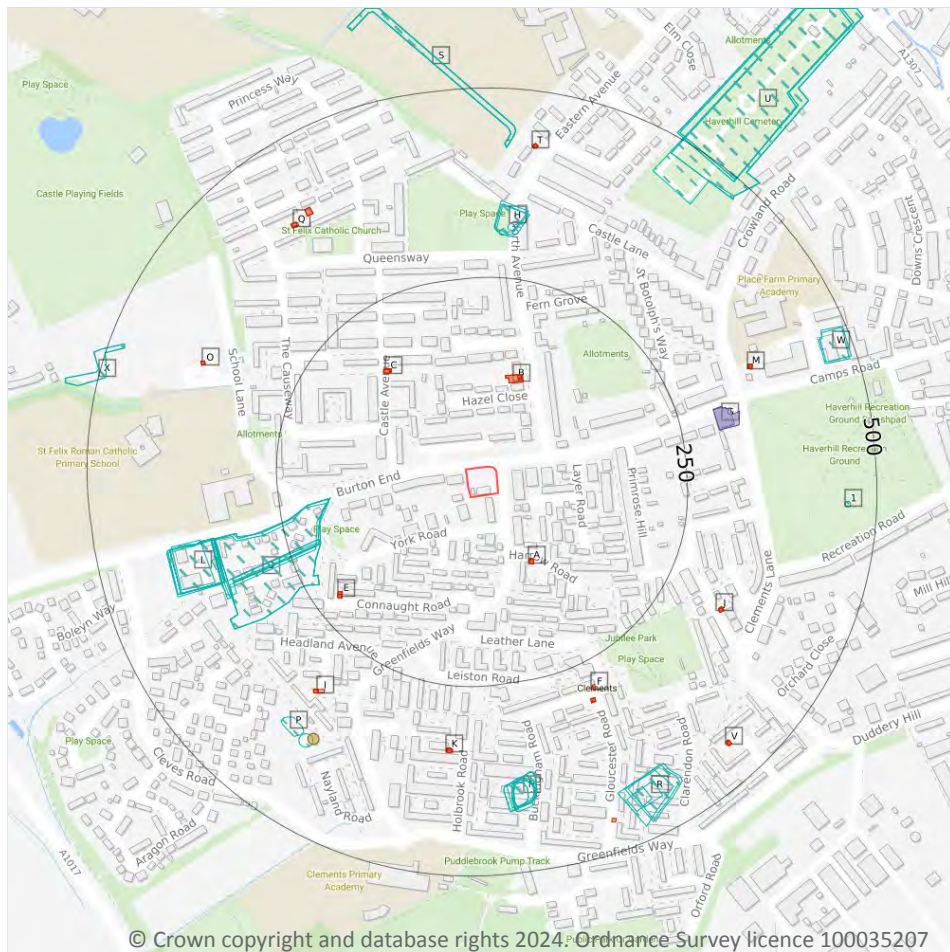 Elm Close
Allotments
A1307
Play Space
Princess Way
S
Eastern Avenue
U
Haverhill Cemetery
T
Castle Playing Fields
Crowland Road
Q
St Felix Catholic Church
Play Space
H
Castle Lane
Downs Crescent
Queensway
St Botolph's Way
Place Farm Primary
Academy
Fern Grove
W
X
O
School Lane
The Causeway
C
Castle Avenue
B
Hazel Close
Allotments
M
Camps Road
Allotments
Haverhill Recreation
Haverhill Recreation
Ground
500
250
St Felix Roman Catholic
Primary School
Burton End
Layer Road
Primrose Hill
1
Recreation Road
Play Space
York Road
L
A
E
Connaught Road
Clements Lane
Mill Hill
Boleyn Way
Headland Avenue
Greenfields Way
Leather Lane
Jubilee Park
Play Space
Orchard Close
Leiston Road
I
F
Clements
P
Play Space
Cleves Road
K
V
Duddery Hill
Nayland Road
Holbrook Road
Buckingham Road
Gloucester Road
Clarendon Road
R
Aragon Road
A1017
Greenfields Way
Puddlebrook Pump Track
Clements Primary
Academy
Orford Road
© Crown copyright and database rights 2024. Ordnance Survey licence 100035207